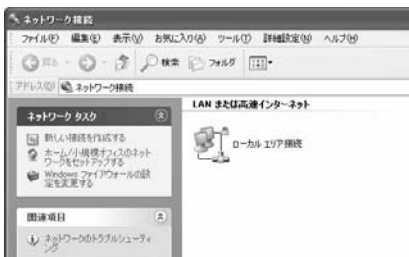 ネットワーク接続
ファイル(F) 編集(E) 表示(V) お気に入り(A) ツール(T) 詳細設定(N) ヘルプ(H)
戻る 検索 フォルダ
アドレス(D) ネットワーク接続
ネットワーク タスク
新しい接続を作成する
ホーム/小規模オフィスのネット
ワークをセットアップする
Windows ファイアウォールの設
定を変更する
関連項目
ネットワークのトラブルシューティ
ング
LAN または高速インターネット
ローカル エリア接続